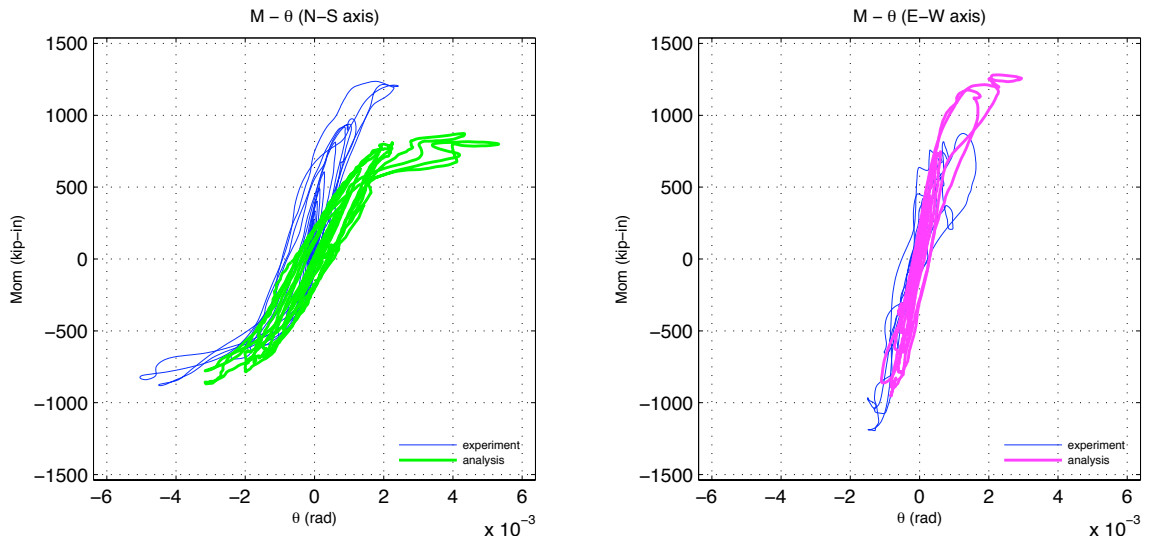 M − θ (N−S axis)
1500
1000
500
0
−500
−1000
−1500
Mom (kip−in)
−6
−4
−2
0
2
4
6
θ (rad)
x 10−3
experiment
analysis
M − θ (E−W axis)
1500
1000
500
0
−500
−1000
−1500
Mom (kip−in)
−6
−4
−2
0
2
4
6
θ (rad)
x 10−3
experiment
analysis